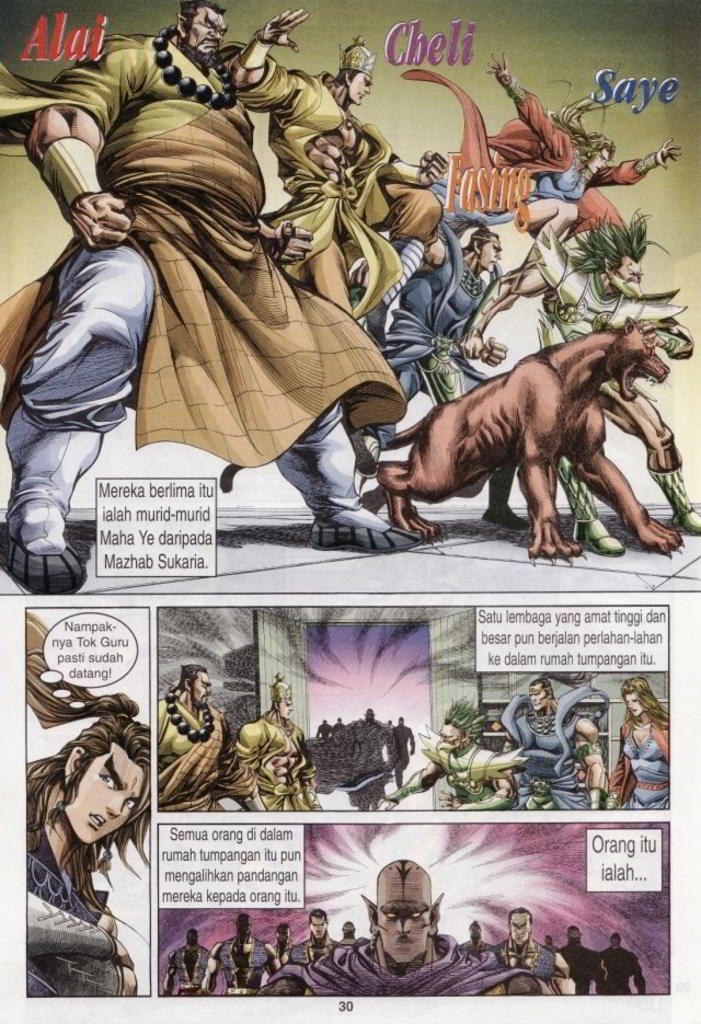 Alai
Cheli
Saye
Fasing
Mereka berlima itu
ialah murid-murid
Maha Ye daripada
Mazhab Sukaria.
Nampak-
nya Tok Guru
pasti sudah
datang!
Satu lembaga yang amat tinggi dan
besar pun berjalan perlahan-lahan
ke dalam rumah tumpangan itu.
Semua orang di dalam
rumah tumpangan itu pun
mengalihkan pandangan
mereka kepada orang itu.
Orang itu
ialah...
30